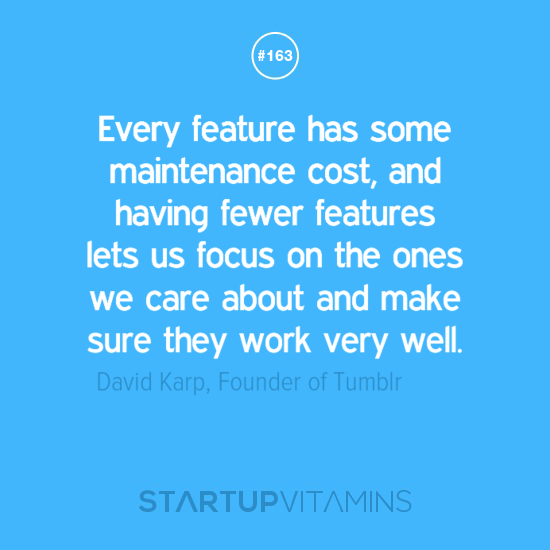 #163
Every feature has some
maintenance cost, and
having fewer features
lets us focus on the ones
we care about and make
sure they work very well.
David Karp, Founder of Tumblr
STARTUPVITAMINS